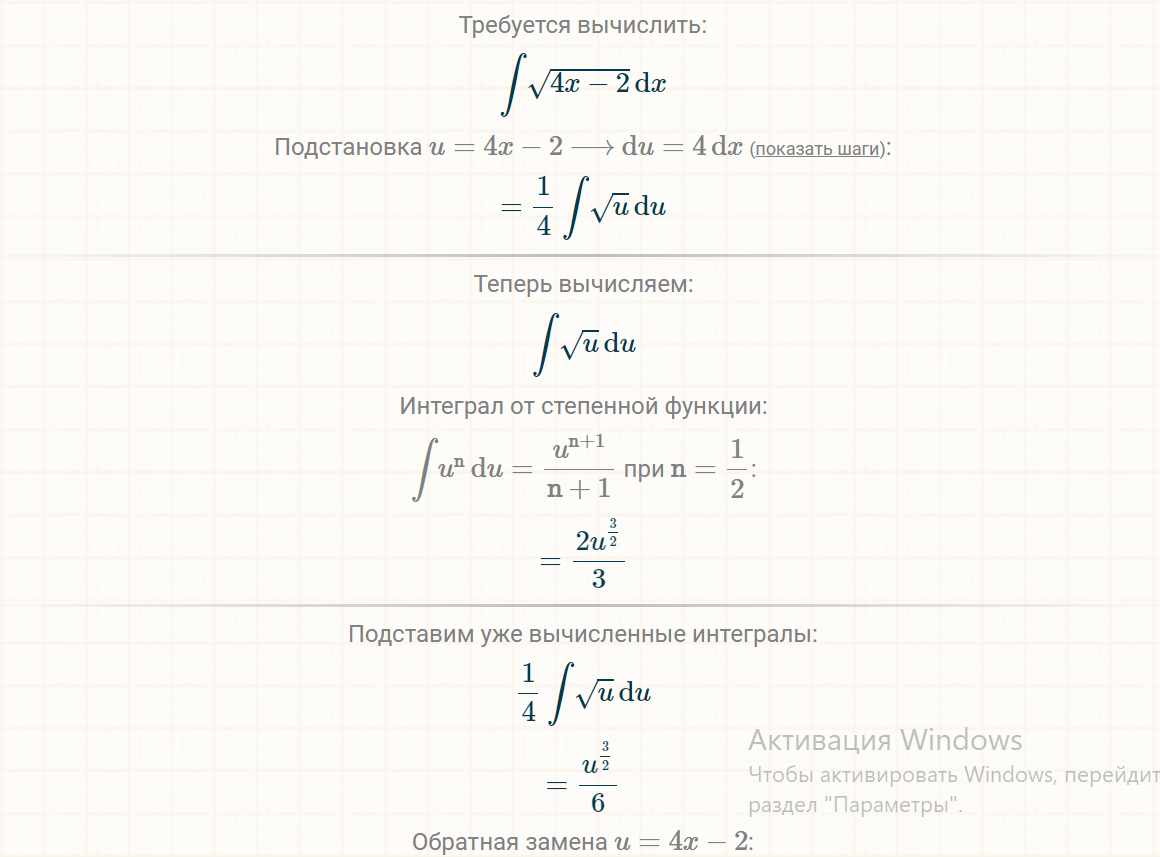 Требуется вычислить:
∫ √(4x − 2) dx
Подстановка u = 4x − 2 ⟶ du = 4 dx (показать шаги):
= 1/4 ∫ √u du
Теперь вычисляем:
∫ √u du
Интеграл от степенной функции:
∫ uⁿ du = uⁿ⁺¹/(n + 1) при n = 1/2:
= 2u^(3/2)/3
Подставим уже вычисленные интегралы:
1/4 ∫ √u du
= u^(3/2)/6
Активация Windows
Чтобы активировать Windows, перейдит
раздел "Параметры".
Обратная замена u = 4x − 2: